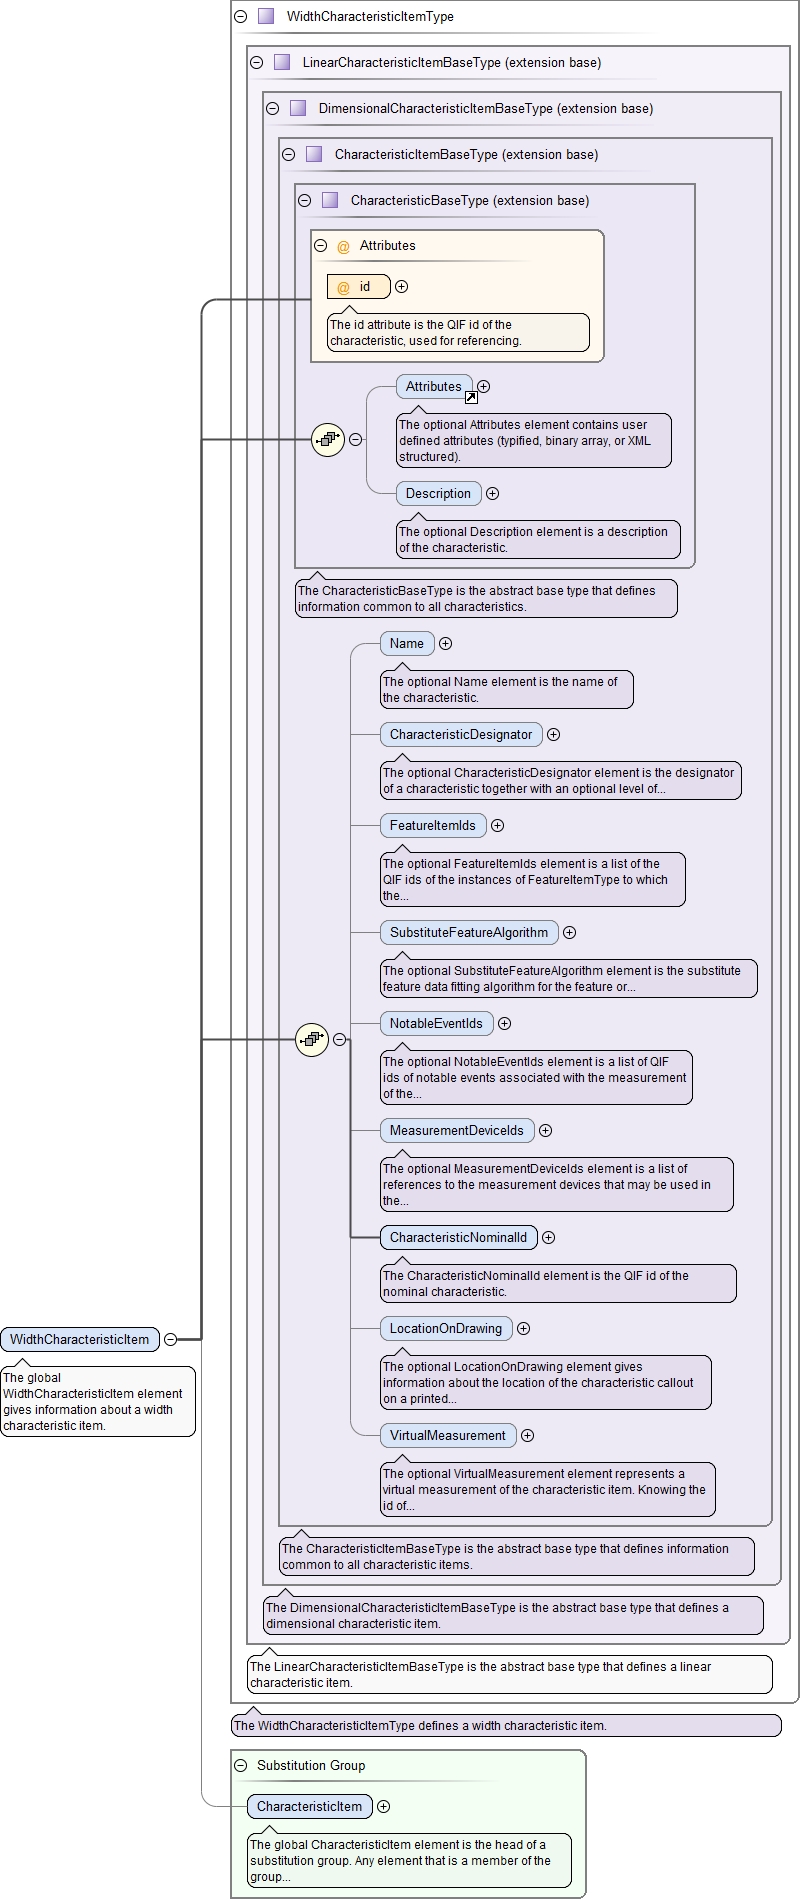 WidthCharacteristicItemType
LinearCharacteristicItemBaseType (extension base)
DimensionalCharacteristicItemBaseType (extension base)
CharacteristicItemBaseType (extension base)
CharacteristicBaseType (extension base)
@ Attributes
@ id
The id attribute is the QIF id of the
characteristic, used for referencing.
Attributes
The optional Attributes element contains user
defined attributes (typified, binary array, or XML
structured).
Description
The optional Description element is a description
of the characteristic.
The CharacteristicBaseType is the abstract base type that defines
information common to all characteristics.
Name
The optional Name element is the name of
the characteristic.
CharacteristicDesignator
The optional CharacteristicDesignator element is the designator
of a characteristic together with an optional level of...
FeatureItemIds
The optional FeatureItemIds element is a list of the
QIF ids of the instances of FeatureItemType to which
the...
SubstituteFeatureAlgorithm
The optional SubstituteFeatureAlgorithm element is the substitute
feature data fitting algorithm for the feature or...
NotableEventIds
The optional NotableEventIds element is a list of QIF
ids of notable events associated with the measurement
of the...
MeasurementDeviceIds
The optional MeasurementDeviceIds element is a list of
references to the measurement devices that may be used in
the...
CharacteristicNominalId
The CharacteristicNominalId element is the QIF id of the
nominal characteristic.
LocationOnDrawing
The optional LocationOnDrawing element gives
information about the location of the characteristic callout
on a printed...
VirtualMeasurement
The optional VirtualMeasurement element represents a
virtual measurement of the characteristic item. Knowing the
id of...
The CharacteristicItemBaseType is the abstract base type that defines information
common to all characteristic items.
The DimensionalCharacteristicItemBaseType is the abstract base type that defines a
dimensional characteristic item.
The LinearCharacteristicItemBaseType is the abstract base type that defines a linear
characteristic item.
The WidthCharacteristicItemType defines a width characteristic item.
WidthCharacteristicItem
The global
WidthCharacteristicItem element
gives information about a width
characteristic item.
Substitution Group
CharacteristicItem
The global CharacteristicItem element is the head of a
substitution group. Any element that is a member of the
group...